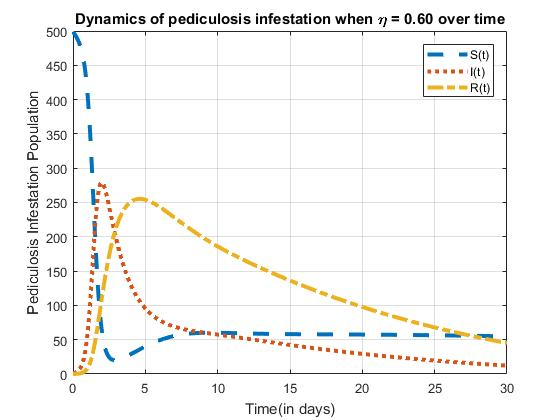 Dynamics of pediculosis infestation when η = 0.60 over time
500
450
400
350
300
250
200
150
100
50
0
Pediculosis Infestation Population
S(t)
I(t)
R(t)
0 5 10 15 20 25 30
Time(in days)